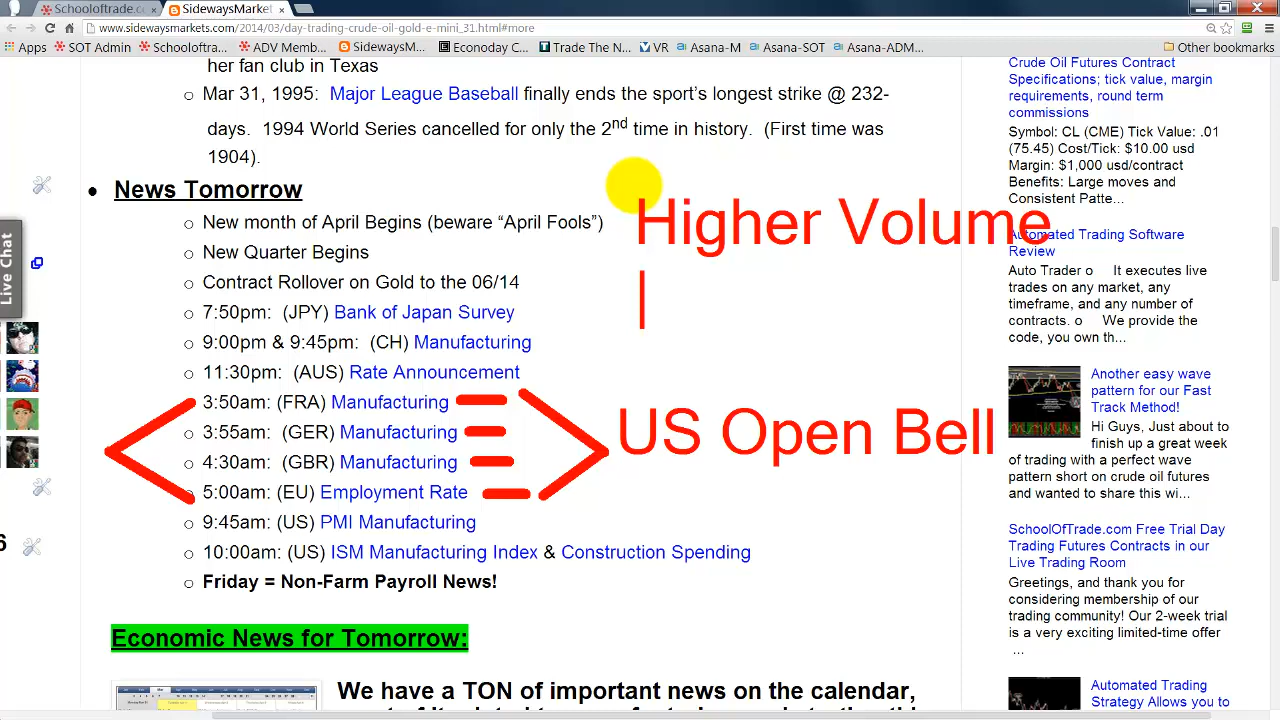 Schooloftrade.co
SidewaysMarket
www.sidewaysmarkets.com/2014/03/day-trading-crude-oil-gold-e-mini_31.html#more
Apps SOT Admin Schooloftra... ADV Memb... SidewaysM... Econoday C... Trade The N... VR Asana-M Asana-SOT Asana-ADM... Other bookmarks
her fan club in Texas
Mar 31, 1995: Major League Baseball finally ends the sport's longest strike @ 232-
days. 1994 World Series cancelled for only the 2nd time in history. (First time was
1904).
News Tomorrow
New month of April Begins (beware "April Fools")
New Quarter Begins
Contract Rollover on Gold to the 06/14
7:50pm: (JPY) Bank of Japan Survey
9:00pm & 9:45pm: (CH) Manufacturing
11:30pm: (AUS) Rate Announcement
3:50am: (FRA) Manufacturing
3:55am: (GER) Manufacturing
4:30am: (GBR) Manufacturing
5:00am: (EU) Employment Rate
9:45am: (US) PMI Manufacturing
10:00am: (US) ISM Manufacturing Index & Construction Spending
Friday = Non-Farm Payroll News!
Higher Volume
US Open Bell
Economic News for Tomorrow:
We have a TON of important news on the calendar,
Live Chat
6
Crude Oil Futures Contract
Specifications; tick value, margin
requirements, round term
commissions
Symbol: CL (CME) Tick Value: .01
(75.45) Cost/Tick: $10.00 usd
Margin: $1,000 usd/contract
Benefits: Large moves and
Consistent Patte...
Automated Trading Software
Review
Auto Trader o It executes live
trades on any market, any
timeframe, and any number of
contracts. o We provide the
code, you own th...
Another easy wave
pattern for our Fast
Track Method!
Hi Guys, Just about to
finish up a great week
of trading with a perfect wave
pattern short on crude oil futures
and wanted to share this wi...
SchoolOfTrade.com Free Trial Day
Trading Futures Contracts in our
Live Trading Room
Greetings, and thank you for
considering membership of our
trading community! Our 2-week trial
is a very exciting limited-time offer
...
Automated Trading
Strategy Allows you to